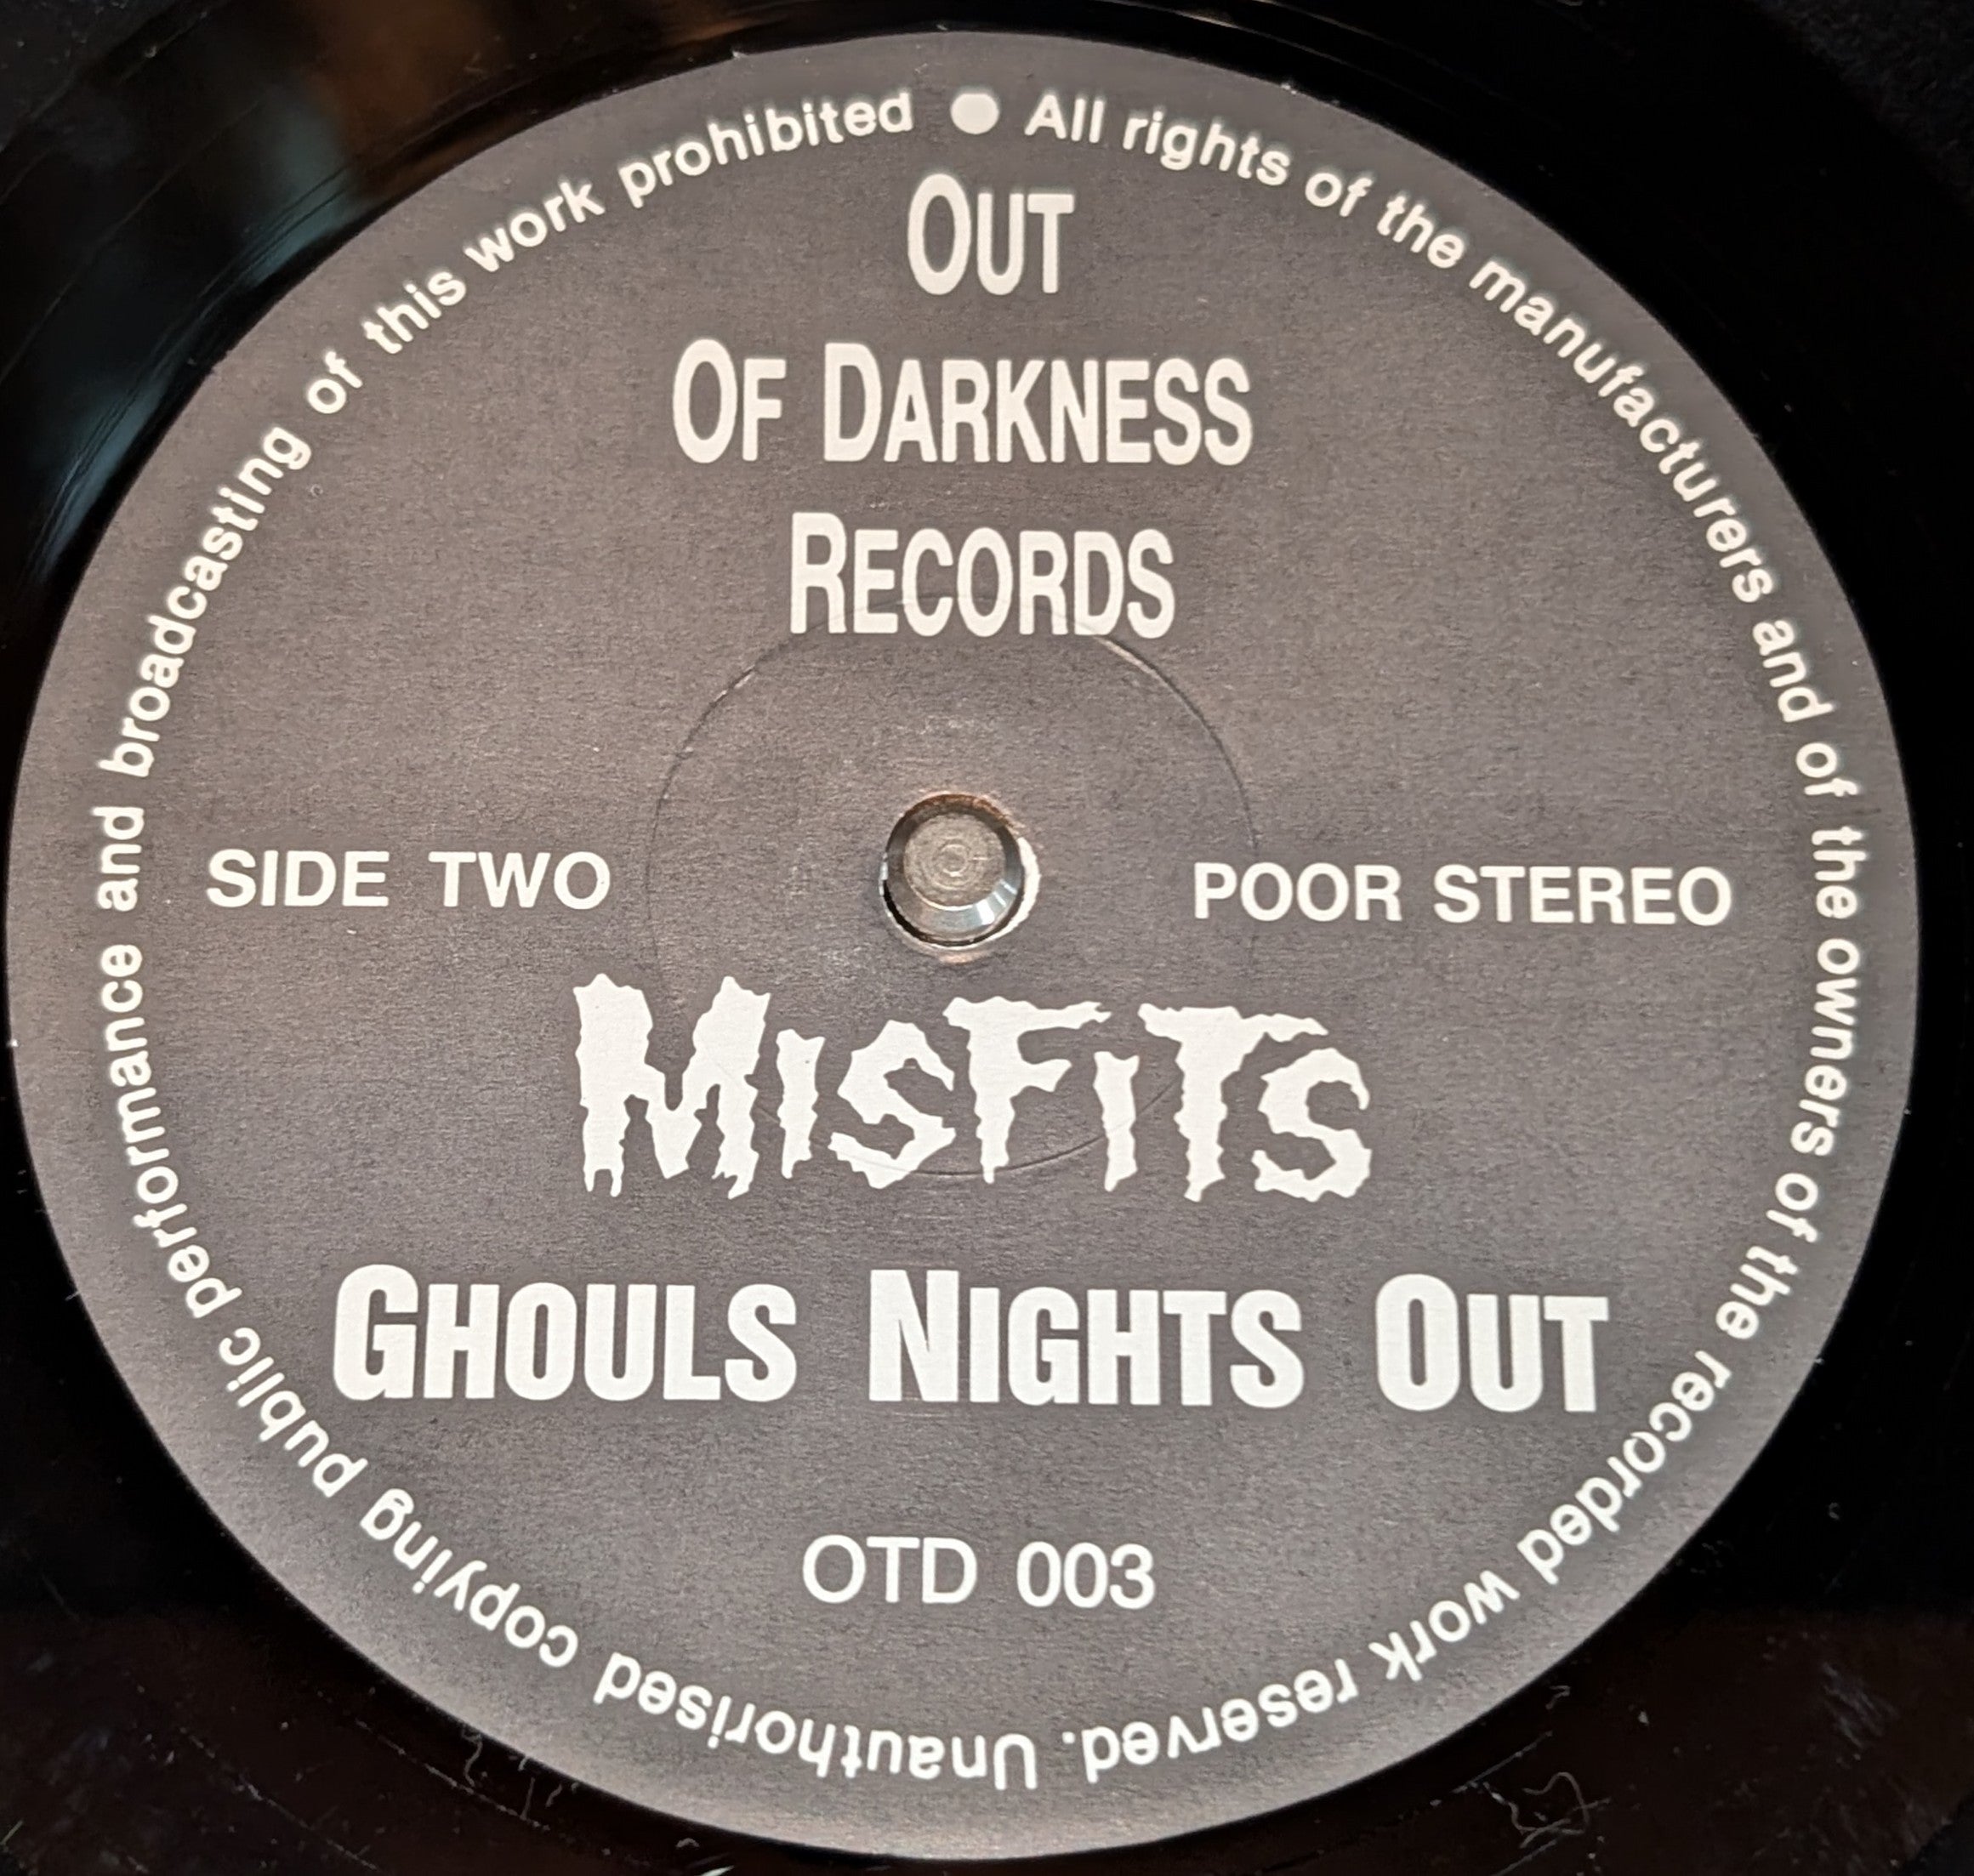 ● All rights of the manufacturers and of the owners of the recorded work reserved. Unauthorised copying public performance and broadcasting of this work prohibited
OUT
OF DARKNESS
RECORDS
SIDE TWO
POOR STEREO
MISFITS
GHOULS NIGHTS OUT
OTD 003